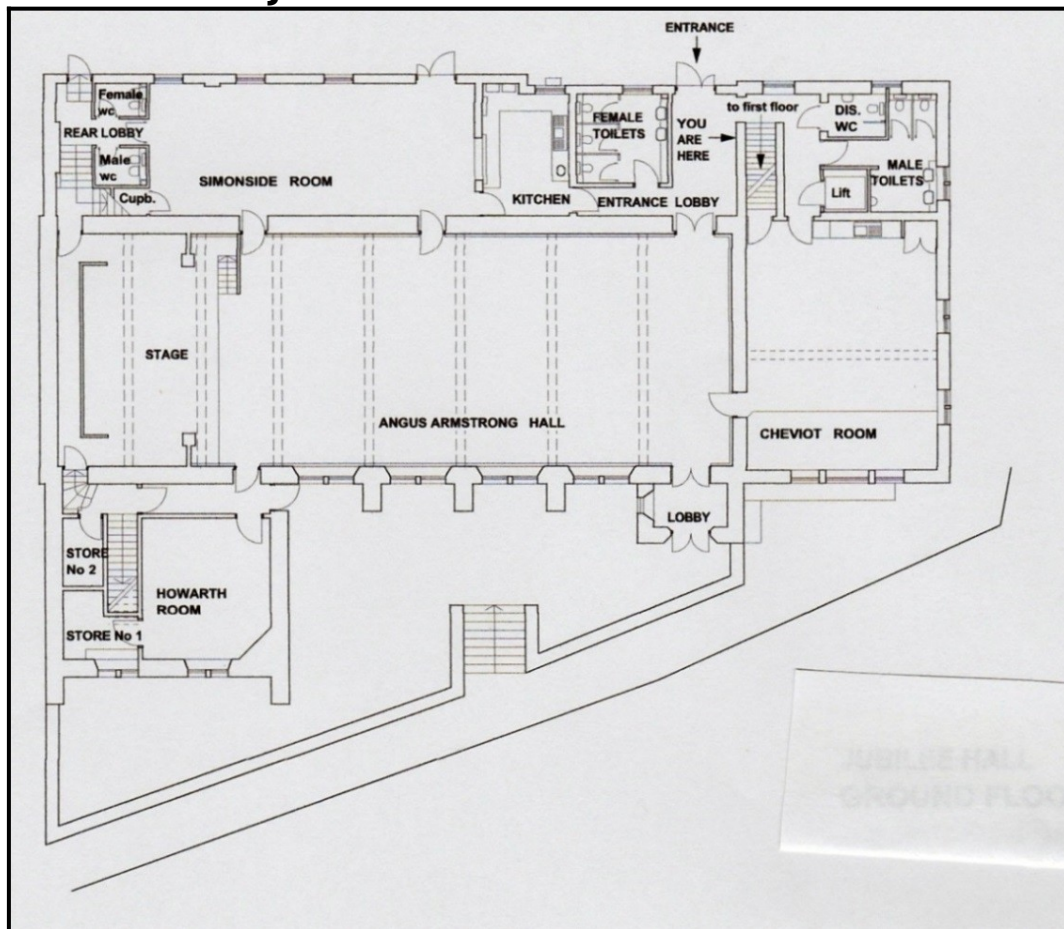 ENTRANCE
Female
wc
REAR LOBBY
Male
wc
Cupb.
SIMONSIDE ROOM
KITCHEN
FEMALE
TOILETS
ENTRANCE LOBBY
YOU
ARE
HERE
to first floor
DIS.
WC
MALE
TOILETS
Lift
STAGE
ANGUS ARMSTRONG HALL
CHEVIOT ROOM
LOBBY
STORE
No 2
HOWARTH
ROOM
STORE No 1
JUBILEE HALL
GROUND FLOO